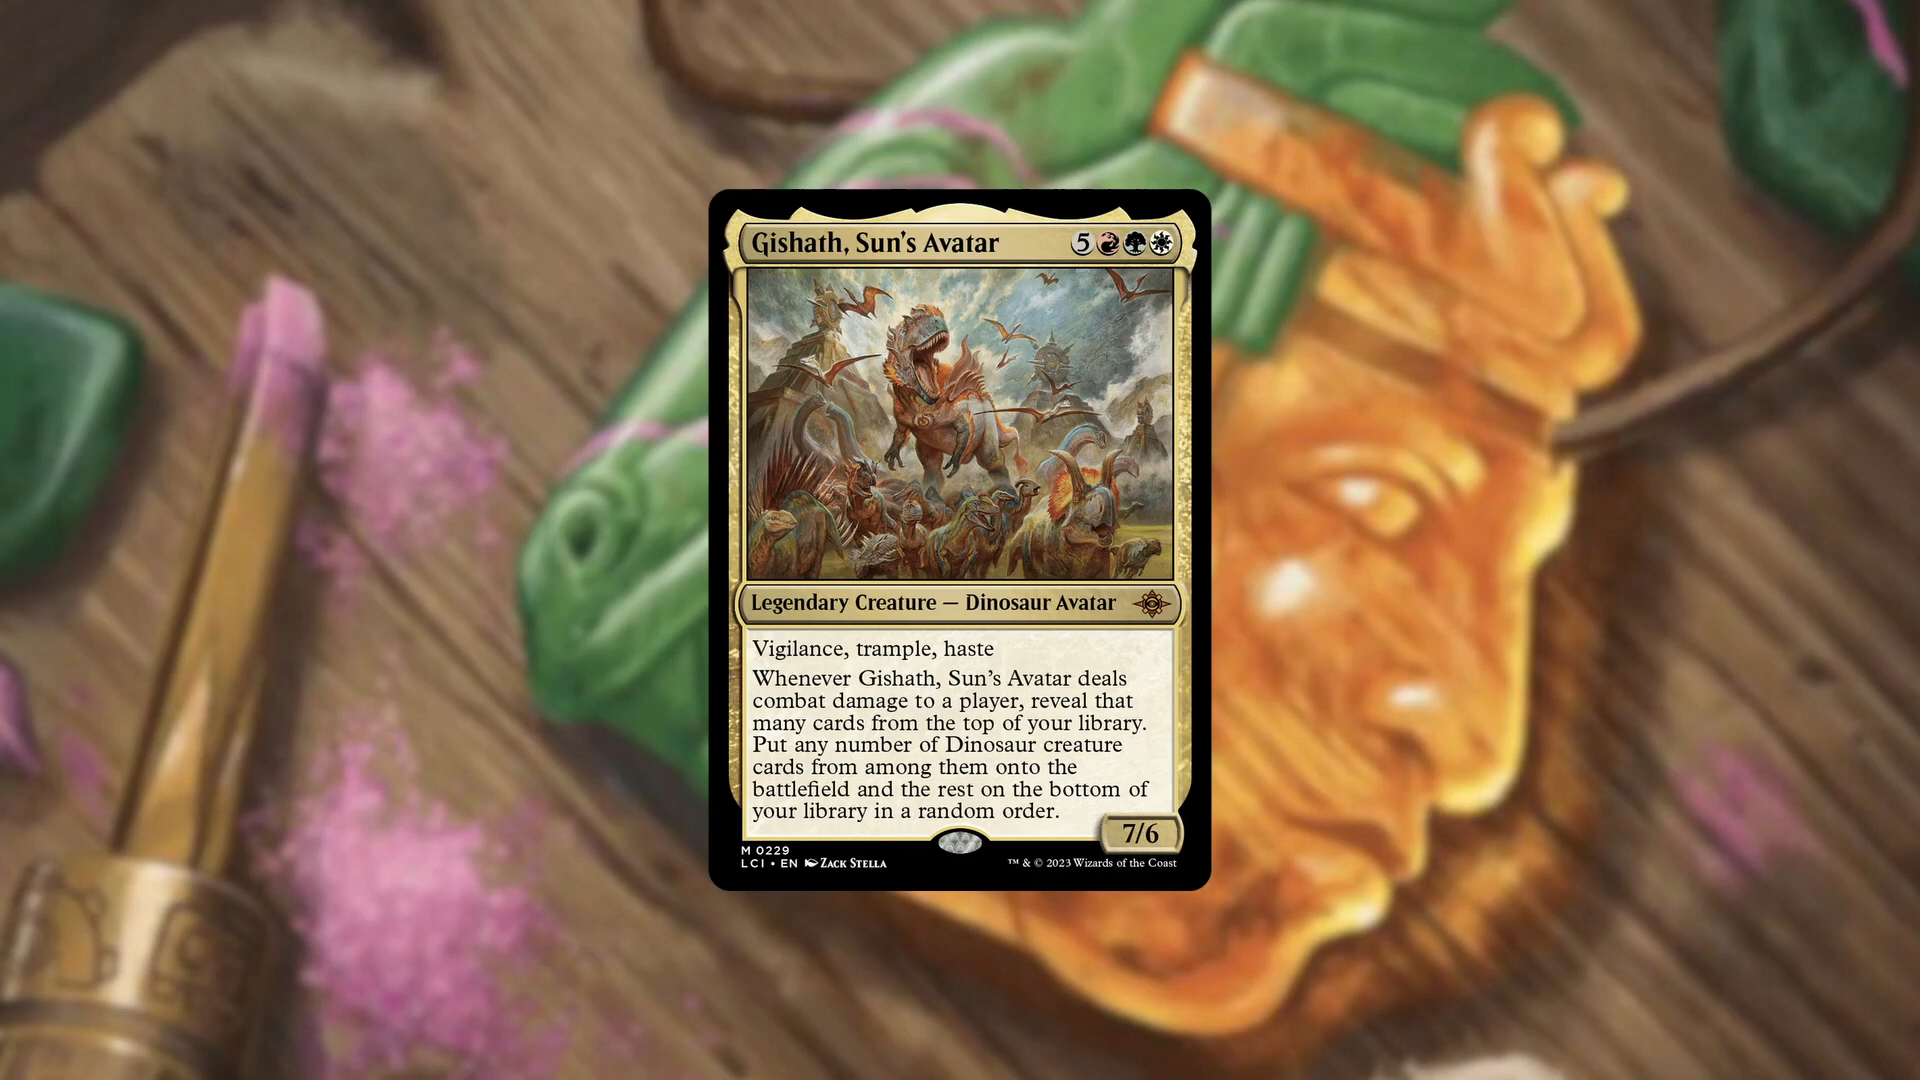 Gishath, Sun's Avatar 5
Legendary Creature — Dinosaur Avatar
Vigilance, trample, haste
Whenever Gishath, Sun's Avatar deals
combat damage to a player, reveal that
many cards from the top of your library.
Put any number of Dinosaur creature
cards from among them onto the
battlefield and the rest on the bottom of
your library in a random order.
7/6
M 0229
LCI • EN Zack Stella
™ & © 2023 Wizards of the Coast